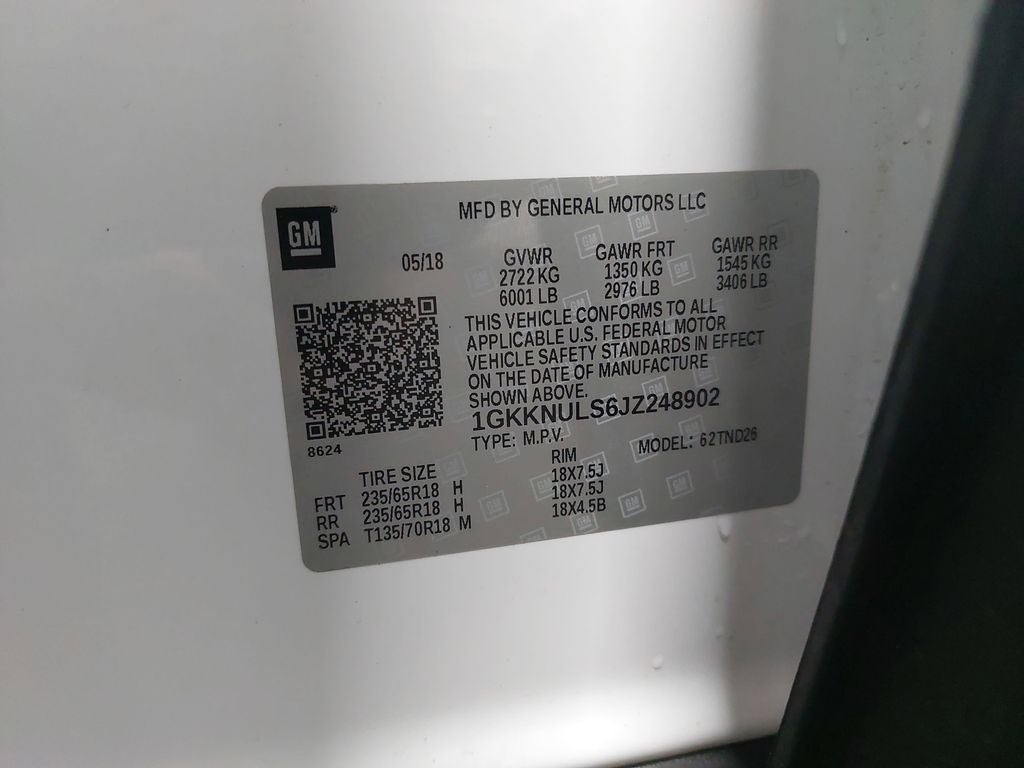 GM
MFD BY GENERAL MOTORS LLC
05/18
GVWR GAWR FRT GAWR RR
2722 KG 1350 KG 1545 KG
6001 LB 2976 LB 3406 LB
THIS VEHICLE CONFORMS TO ALL
APPLICABLE U.S. FEDERAL MOTOR
VEHICLE SAFETY STANDARDS IN EFFECT
ON THE DATE OF MANUFACTURE
SHOWN ABOVE.
1GKKNULS6JZ248902
TYPE: M.P.V. MODEL: 62TND26
8624
TIRE SIZE RIM
FRT 235/65R18 H 18X7.5J
RR 235/65R18 H 18X7.5J
SPA T135/70R18 M 18X4.5B